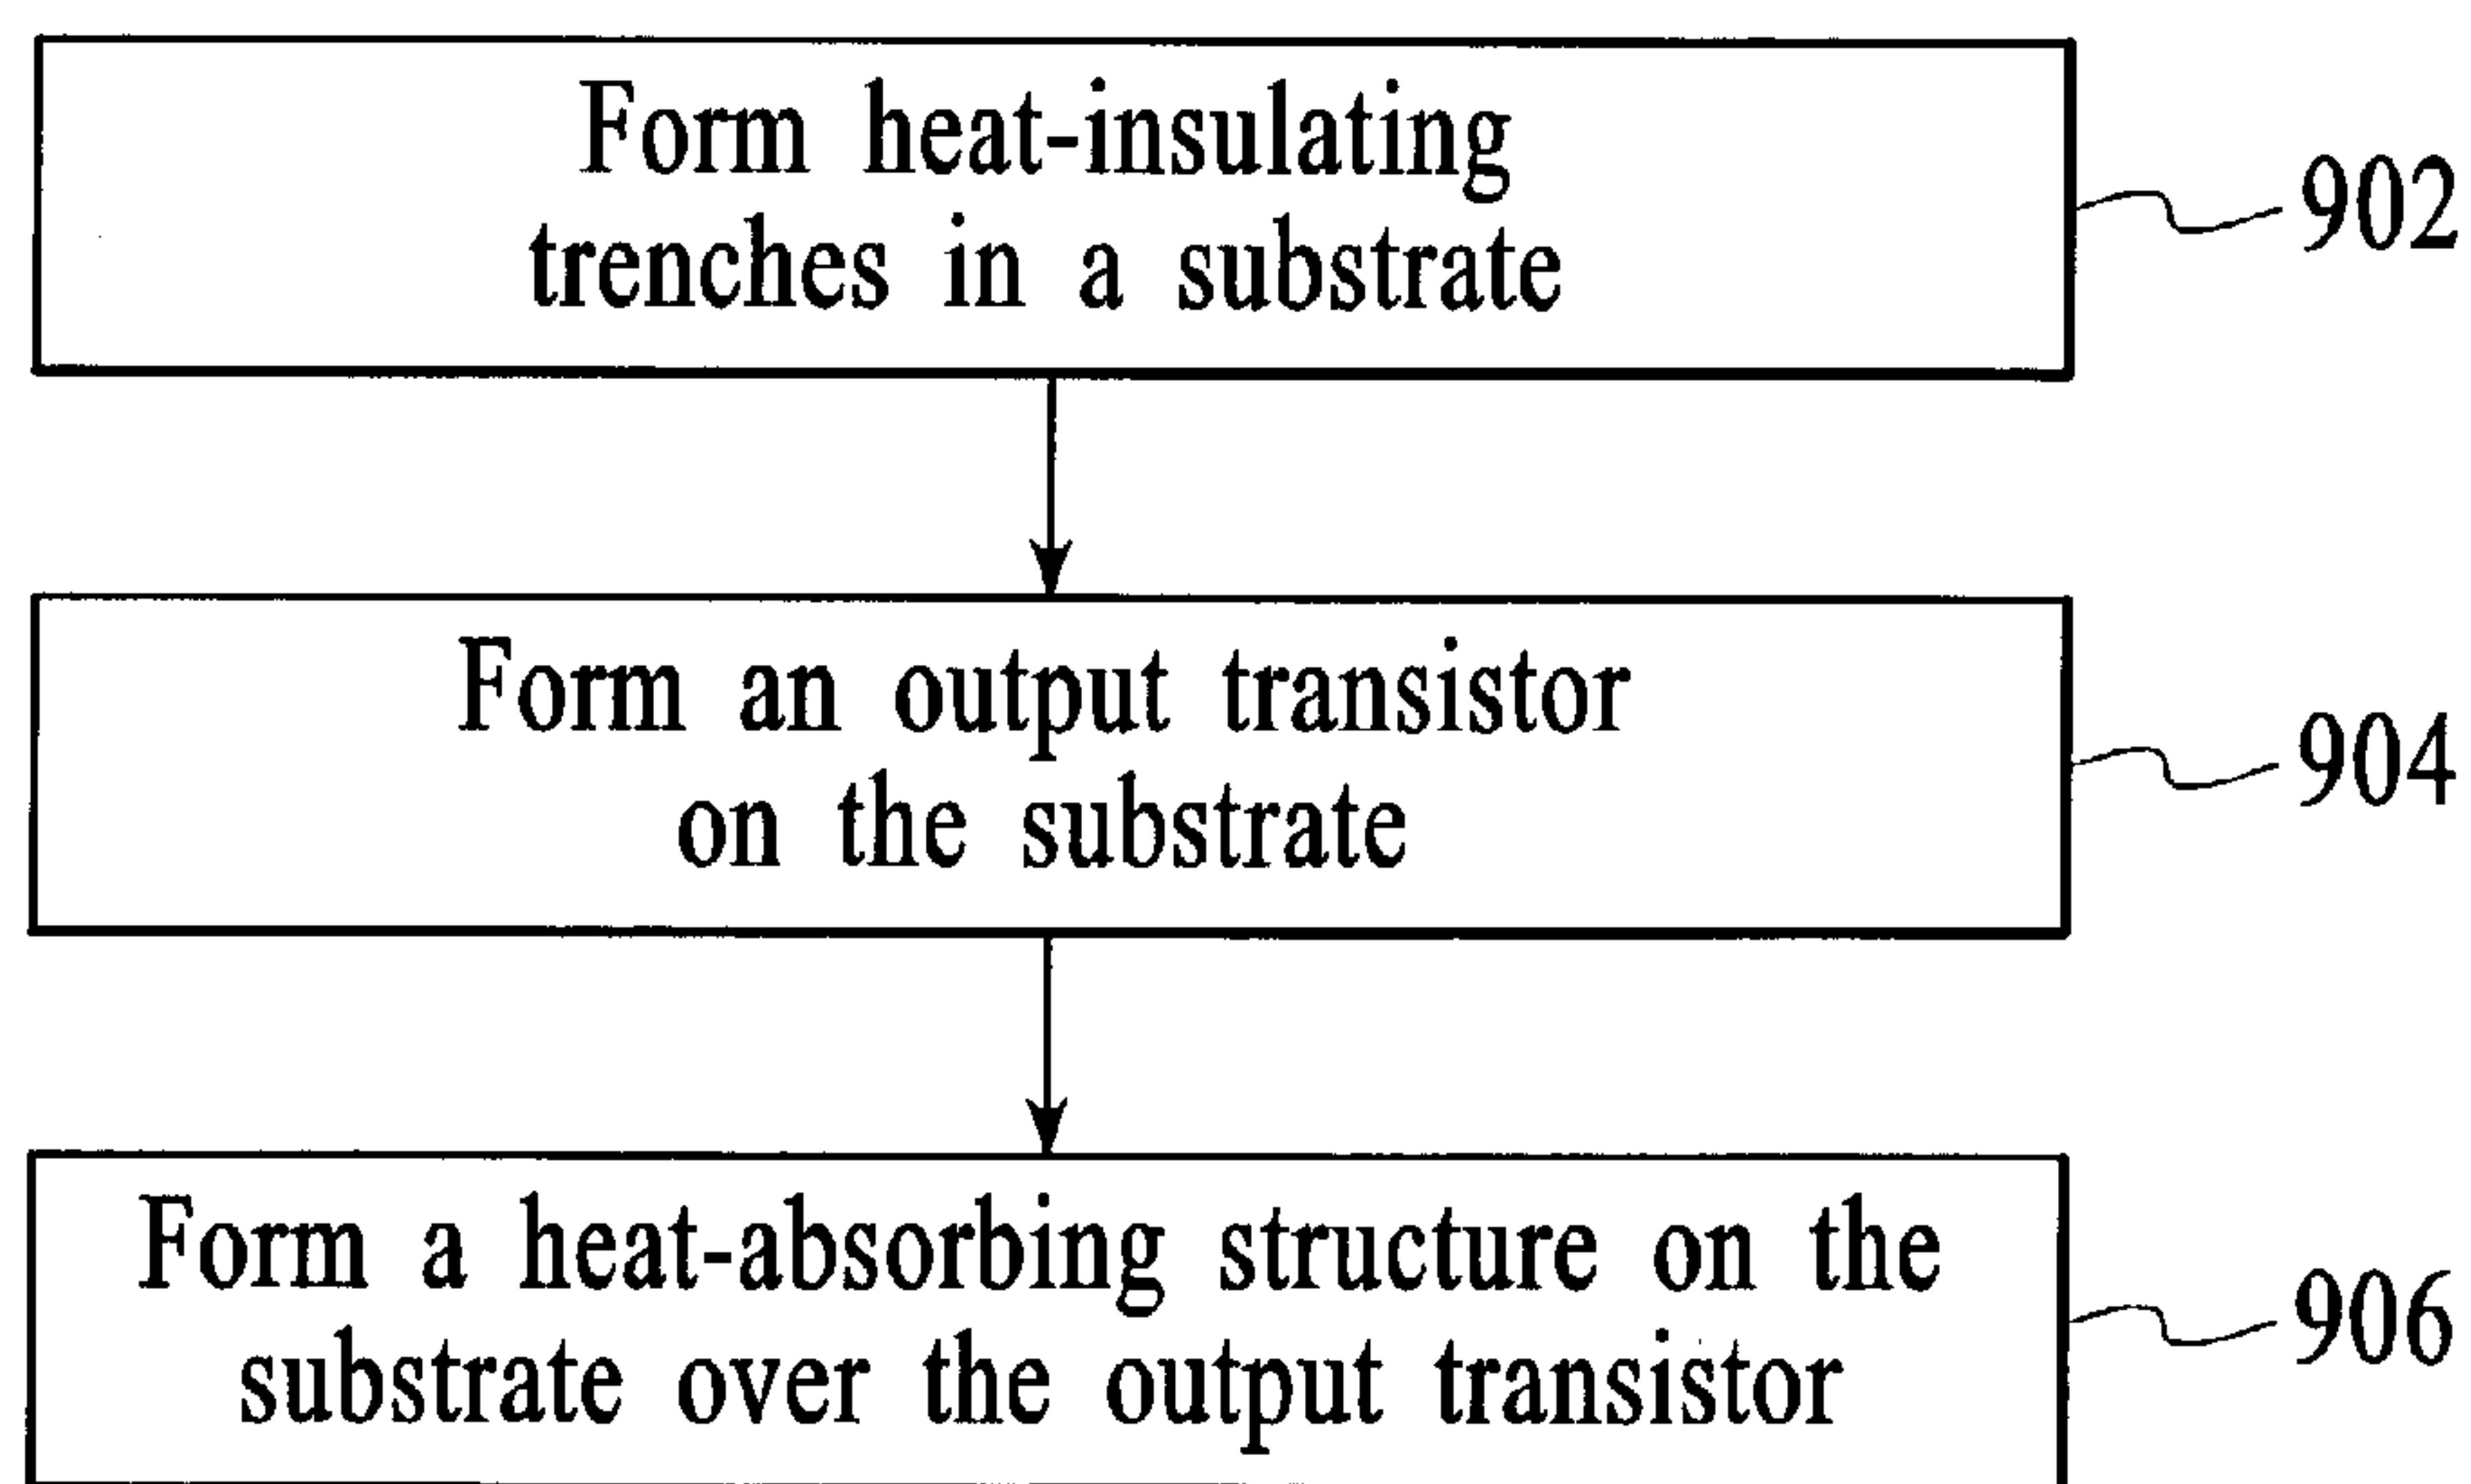 Form heat-insulating
trenches in a substrate
902
Form an output transistor
on the substrate
904
Form a heat-absorbing structure on the
substrate over the output transistor
906